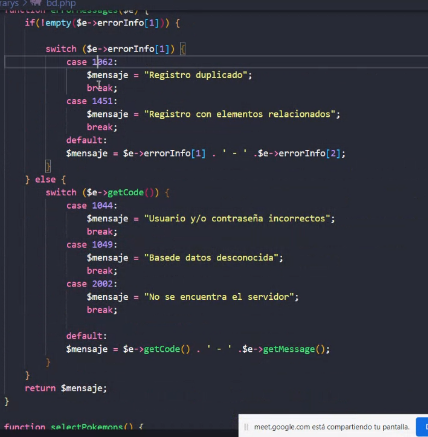 bd.php
function errorMessages($e) {
if(!empty($e->errorInfo[1])) {
switch ($e->errorInfo[1]) {
case 1062:
$mensaje = "Registro duplicado";
break;
case 1451:
$mensaje = "Registro con elementos relacionados";
break;
default:
$mensaje = $e->errorInfo[1] . ' - ' .$e->errorInfo[2];
}
} else {
switch ($e->getCode()) {
case 1044:
$mensaje = "Usuario y/o contraseña incorrectos";
break;
case 1049:
$mensaje = "Basede datos desconocida";
break;
case 2002:
$mensaje = "No se encuentra el servidor";
break;
default:
$mensaje = $e->getCode() . ' - ' .$e->getMessage();
}
}
return $mensaje;
}
function selectPokemons() {
meet.google.com está compartiendo tu pantalla.